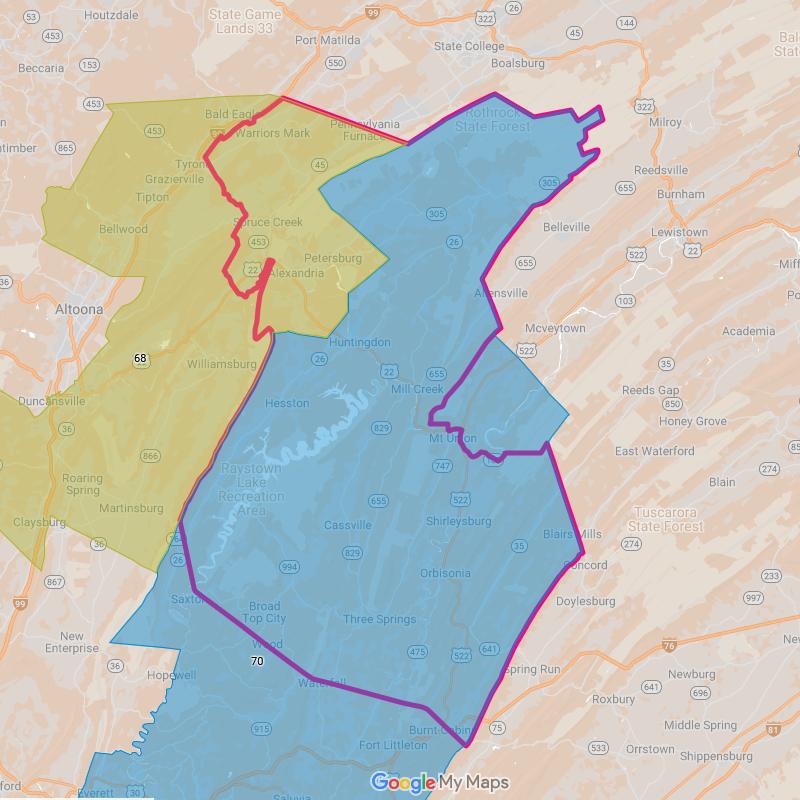 Houtzdale
State Game
Lands 33
99
26
322
144
53
Port Matilda
State College
45
Bal
State
Beccaria
153
550
Boalsburg
53
453
453
Bald Eagle
Rothrock
State Forest
322
Milroy
453
Warriors Mark
Pennsylvania
Furnace
865
Tyrone
45
Reedsville
Grazierville
305
655
Burnham
Tipton
Spruce Creek
305
Belleville
Lewistown
Bellwood
453
26
22
522
Petersburg
655
Miff
36
22
Alexandria
Allensville
Altoona
103
Mcveytown
Academia
Huntingdon
522
68
26
22
35
Williamsburg
655
Mill Creek
Reeds Gap
Duncansville
Hesston
850
36
829
Mt Union
Honey Grove
866
747
East Waterford
274
Roaring
Spring
Raystown
Lake
Recreation
Area
655
522
Blair
Martinsburg
Shirleysburg
Tuscarora
State Forest
Claysburg
Cassville
35
Blairs Mills
36
829
274
26
994
Concord
867
Orbisonia
233
99
Saxton
Broad
Top City
997
Doylesburg
Three Springs
New
Enterprise
Wood
76
36
70
475
522
641
Spring Run
Newburg
Hopewell
Waterfall
641
696
Roxbury
915
Burnt Cabins
75
Middle Spring
81
Fort Littleton
533
Orrstown
Shippensburg
Google My Maps
Everett
30
Saluvia